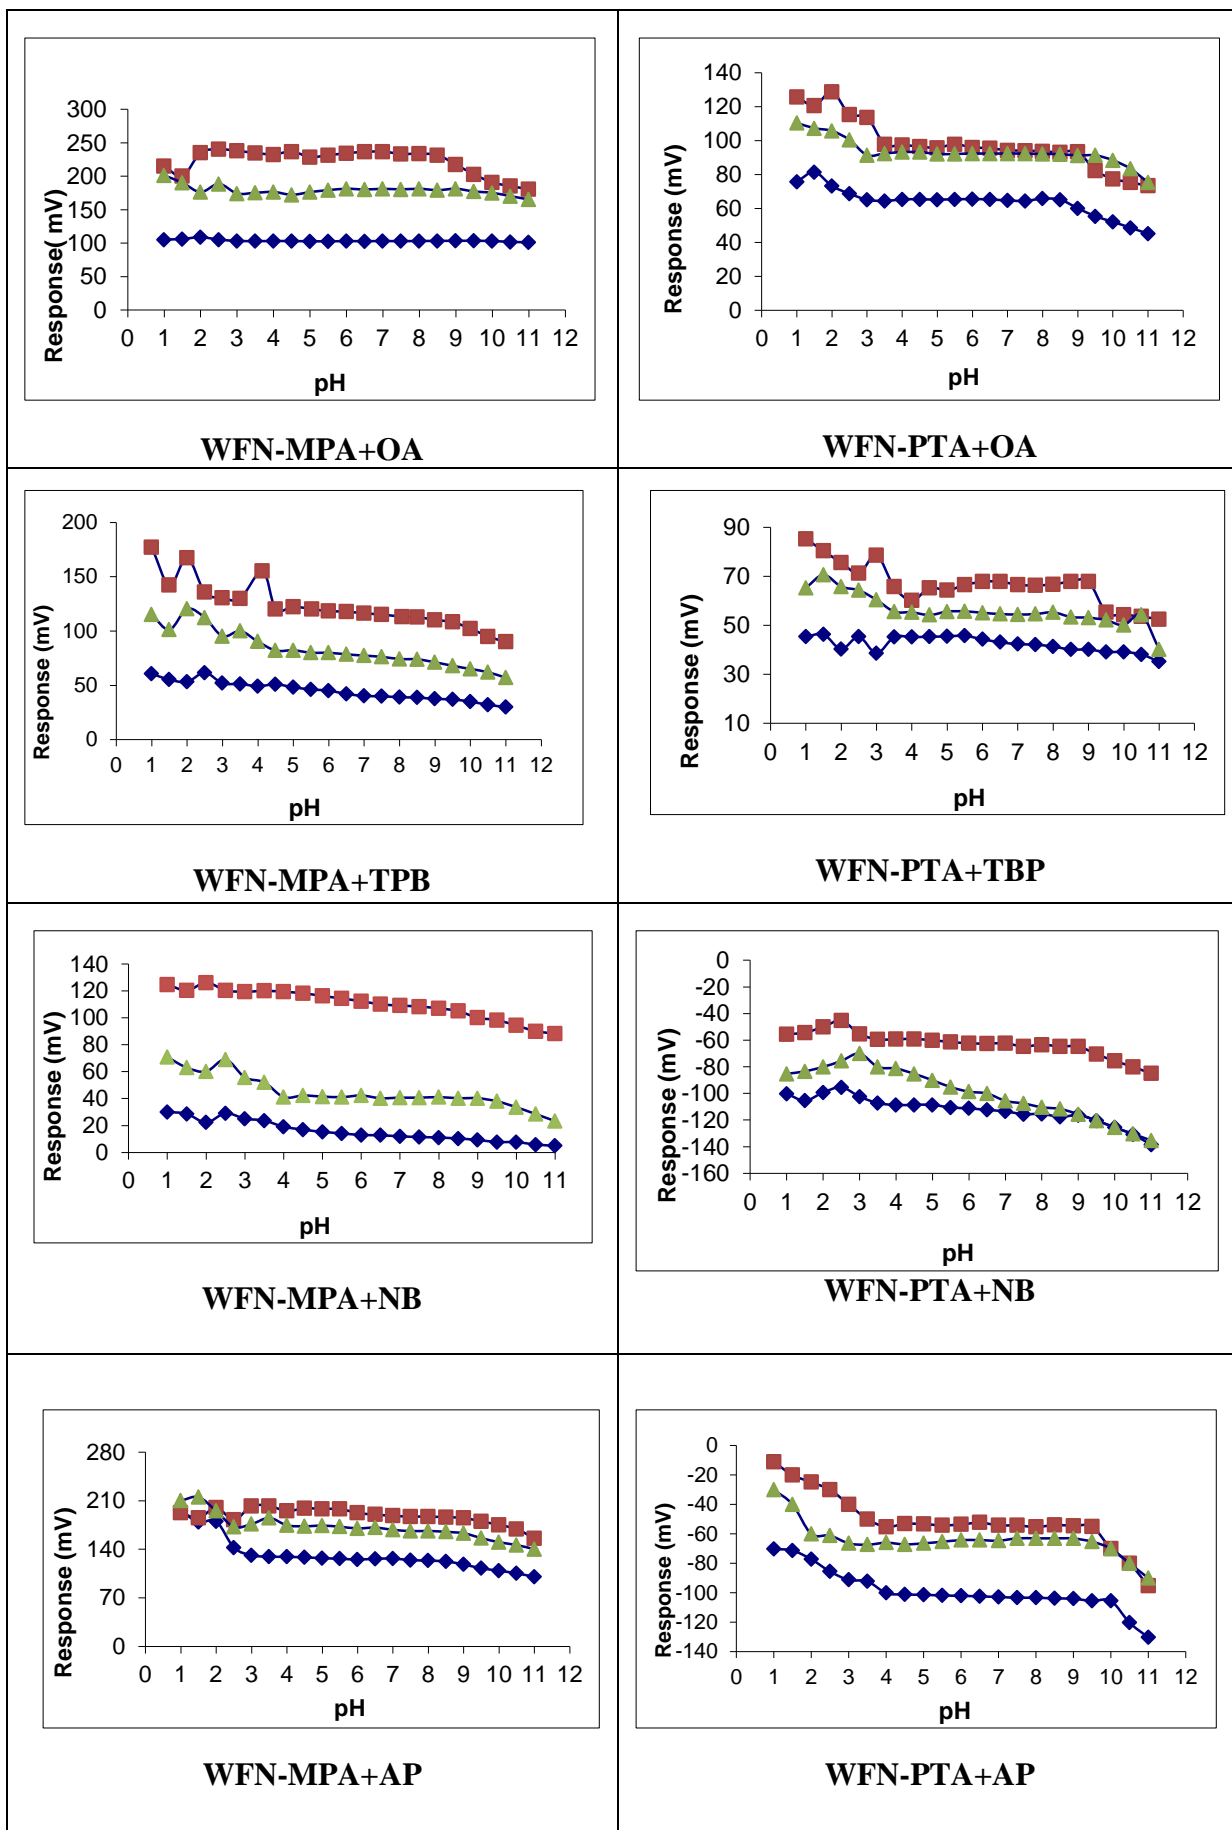 300
250
200
150
100
50
0
0 1 2 3 4 5 6 7 8 9 10 11 12
Response( mV)
pH
WFN-MPA+OA
140
120
100
80
60
40
20
0
0 1 2 3 4 5 6 7 8 9 10 11 12
Response (mV)
pH
WFN-PTA+OA
200
150
100
50
0
0 1 2 3 4 5 6 7 8 9 10 11 12
Response (mV)
pH
WFN-MPA+TPB
90
70
50
30
10
0 1 2 3 4 5 6 7 8 9 10 11 12
Response (mV)
pH
WFN-PTA+TBP
140
120
100
80
60
40
20
0
0 1 2 3 4 5 6 7 8 9 10 11
Response (mV)
pH
WFN-MPA+NB
0
-20
-40
-60
-80
-100
-120
-140
-160
0 1 2 3 4 5 6 7 8 9 10 11 12
Response (mV)
pH
WFN-PTA+NB
280
210
140
70
0
0 1 2 3 4 5 6 7 8 9 10 11 12
Response (mV)
pH
WFN-MPA+AP
0
-20
-40
-60
-80
-100
-120
-140
0 1 2 3 4 5 6 7 8 9 10 11 12
Response (mV)
pH
WFN-PTA+AP